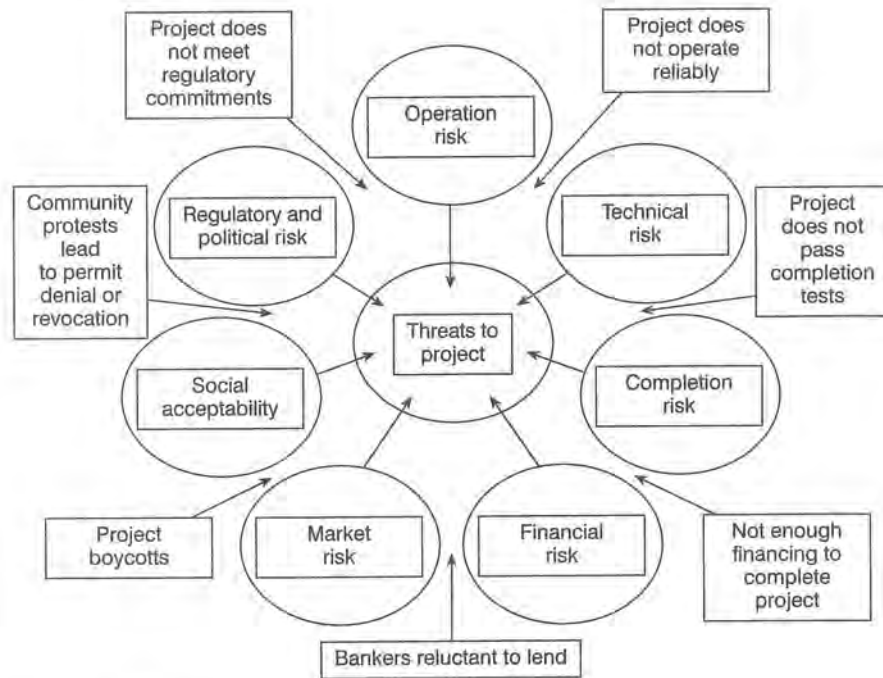 Project does
not meet
regulatory
commitments
Project does
not operate
reliably
Operation
risk
Community
protests
lead
to permit
denial or
revocation
Regulatory and
political risk
Technical
risk
Project
does not
pass
completion
tests
Threats to
project
Social
acceptability
Completion
risk
Project
boycotts
Market
risk
Financial
risk
Not enough
financing to
complete
project
Bankers reluctant to lend